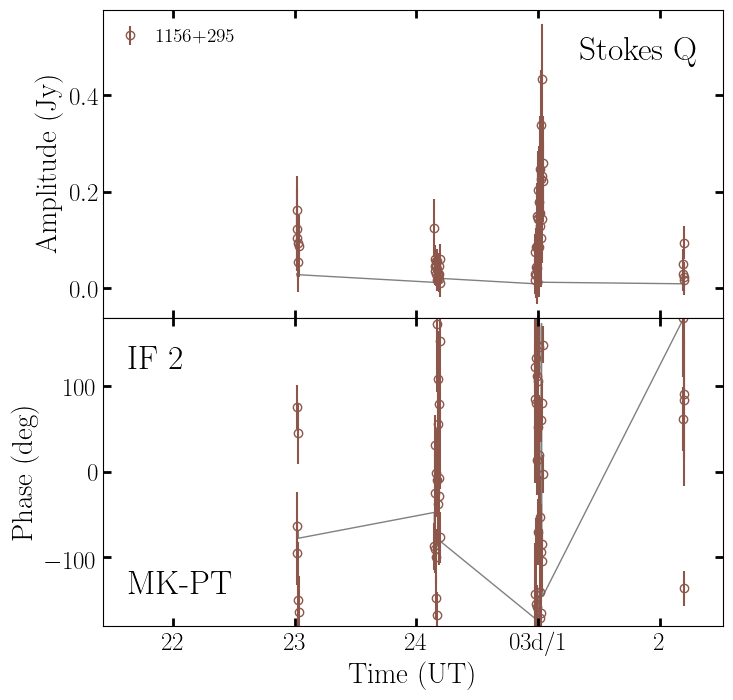 1156+295
Stokes Q
Amplitude (Jy)
0.4
0.2
0.0
IF 2
Phase (deg)
100
0
−100
MK-PT
22
23
24
03d/1
2
Time (UT)